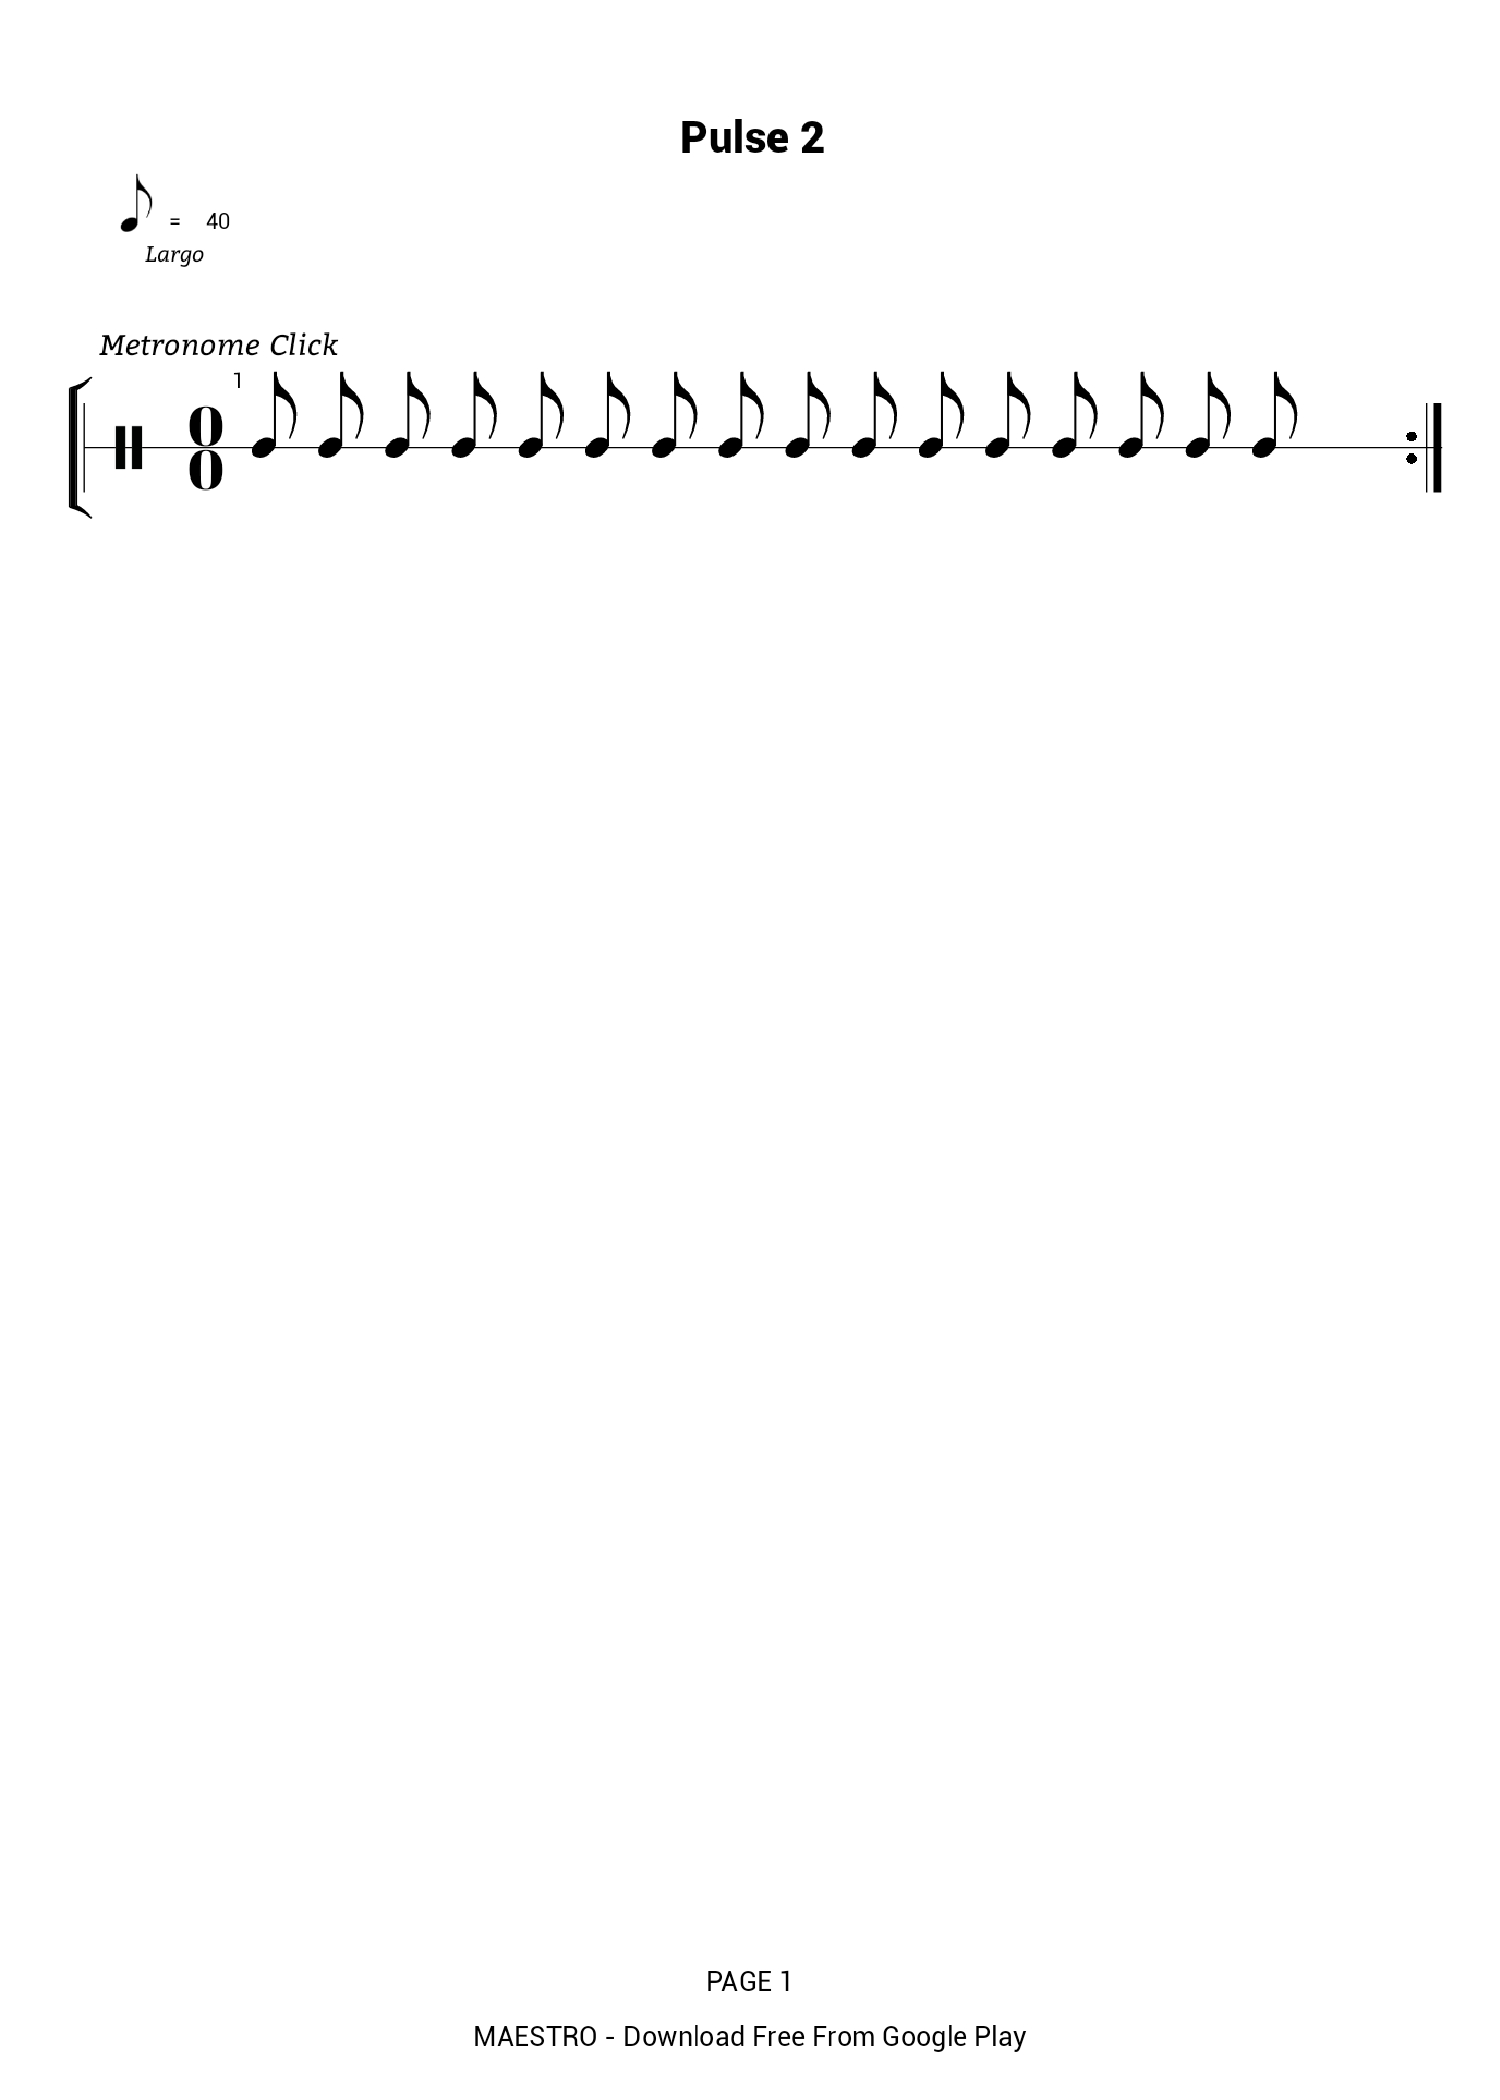 Pulse 2
= 40
Largo
Metronome Click
1
0
0
PAGE 1
MAESTRO - Download Free From Google Play